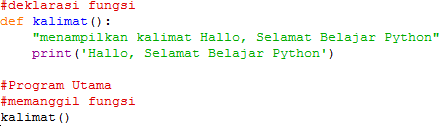 #deklarasi fungsi
def kalimat():
    "menampilkan kalimat Hallo, Selamat Belajar Python"
    print('Hallo, Selamat Belajar Python')
#Program Utama
#memanggil fungsi
kalimat()